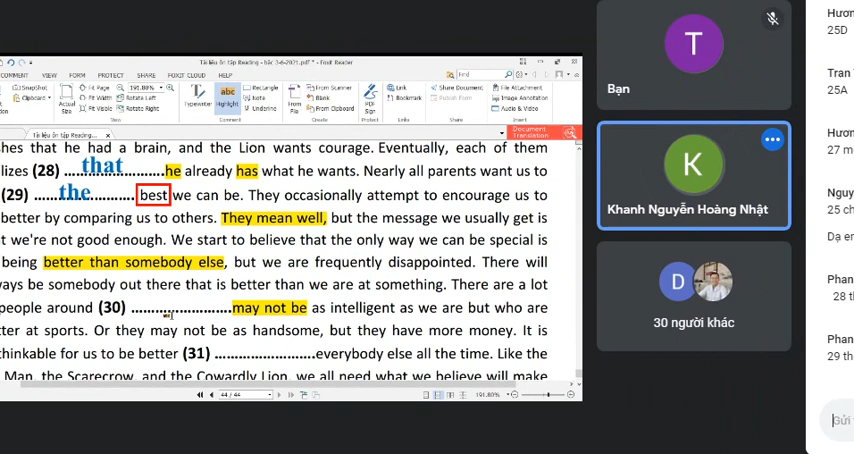 Tài liệu ôn tập Reading - bắc 3-6-2021.pdf * - Foxit Reader
COMMENT VIEW FORM PROTECT SHARE FOXIT CLOUD HELP
Find
SnapShot
Clipboard
Actual Size
Fit Page
Fit Width
Fit Visible
191.80%
Rotate Left
Rotate Right
Typewriter
abc
Highlight
Rectangle
Note
Underline
Comment
From File
From Scanner
Blank
From Clipboard
Create
PDF Sign
Protect
Link
Bookmark
Links
Share Document
File Attachment
Image Annotation
Audio & Video
Insert
Tài liệu ôn tập Reading...
Document Translation
shes that he had a brain, and the Lion wants courage. Eventually, each of them
lizes (28) ...that...he already has what he wants. Nearly all parents want us to
(29) ...the... best we can be. They occasionally attempt to encourage us to
better by comparing us to others. They mean well, but the message we usually get is
t we're not good enough. We start to believe that the only way we can be special is
being better than somebody else, but we are frequently disappointed. There will
ways be somebody out there that is better than we are at something. There are a lot
people around (30) ..........................may not be as intelligent as we are but who are
tter at sports. Or they may not be as handsome, but they have more money. It is
thinkable for us to be better (31) ..........................everybody else all the time. Like the
Man, the Scarecrow, and the Cowardly Lion, we all need what we believe will make
44 / 44
191.80%
T
Bạn
K
Khanh Nguyễn Hoàng Nhật
D
30 người khác
Hươn
25D
Tran
25A
Hươn
27 m
Nguy
25 ch
Dạ e
Phan
28 th
Phan
29 th
Gửi